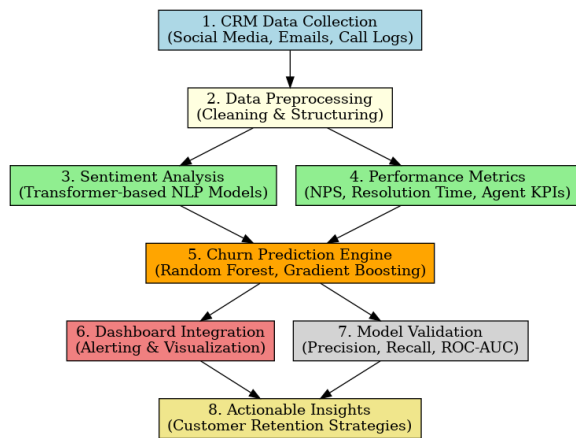 1. CRM Data Collection
(Social Media, Emails, Call Logs)
2. Data Preprocessing
(Cleaning & Structuring)
3. Sentiment Analysis
(Transformer-based NLP Models)
4. Performance Metrics
(NPS, Resolution Time, Agent KPIs)
5. Churn Prediction Engine
(Random Forest, Gradient Boosting)
6. Dashboard Integration
(Alerting & Visualization)
7. Model Validation
(Precision, Recall, ROC-AUC)
8. Actionable Insights
(Customer Retention Strategies)